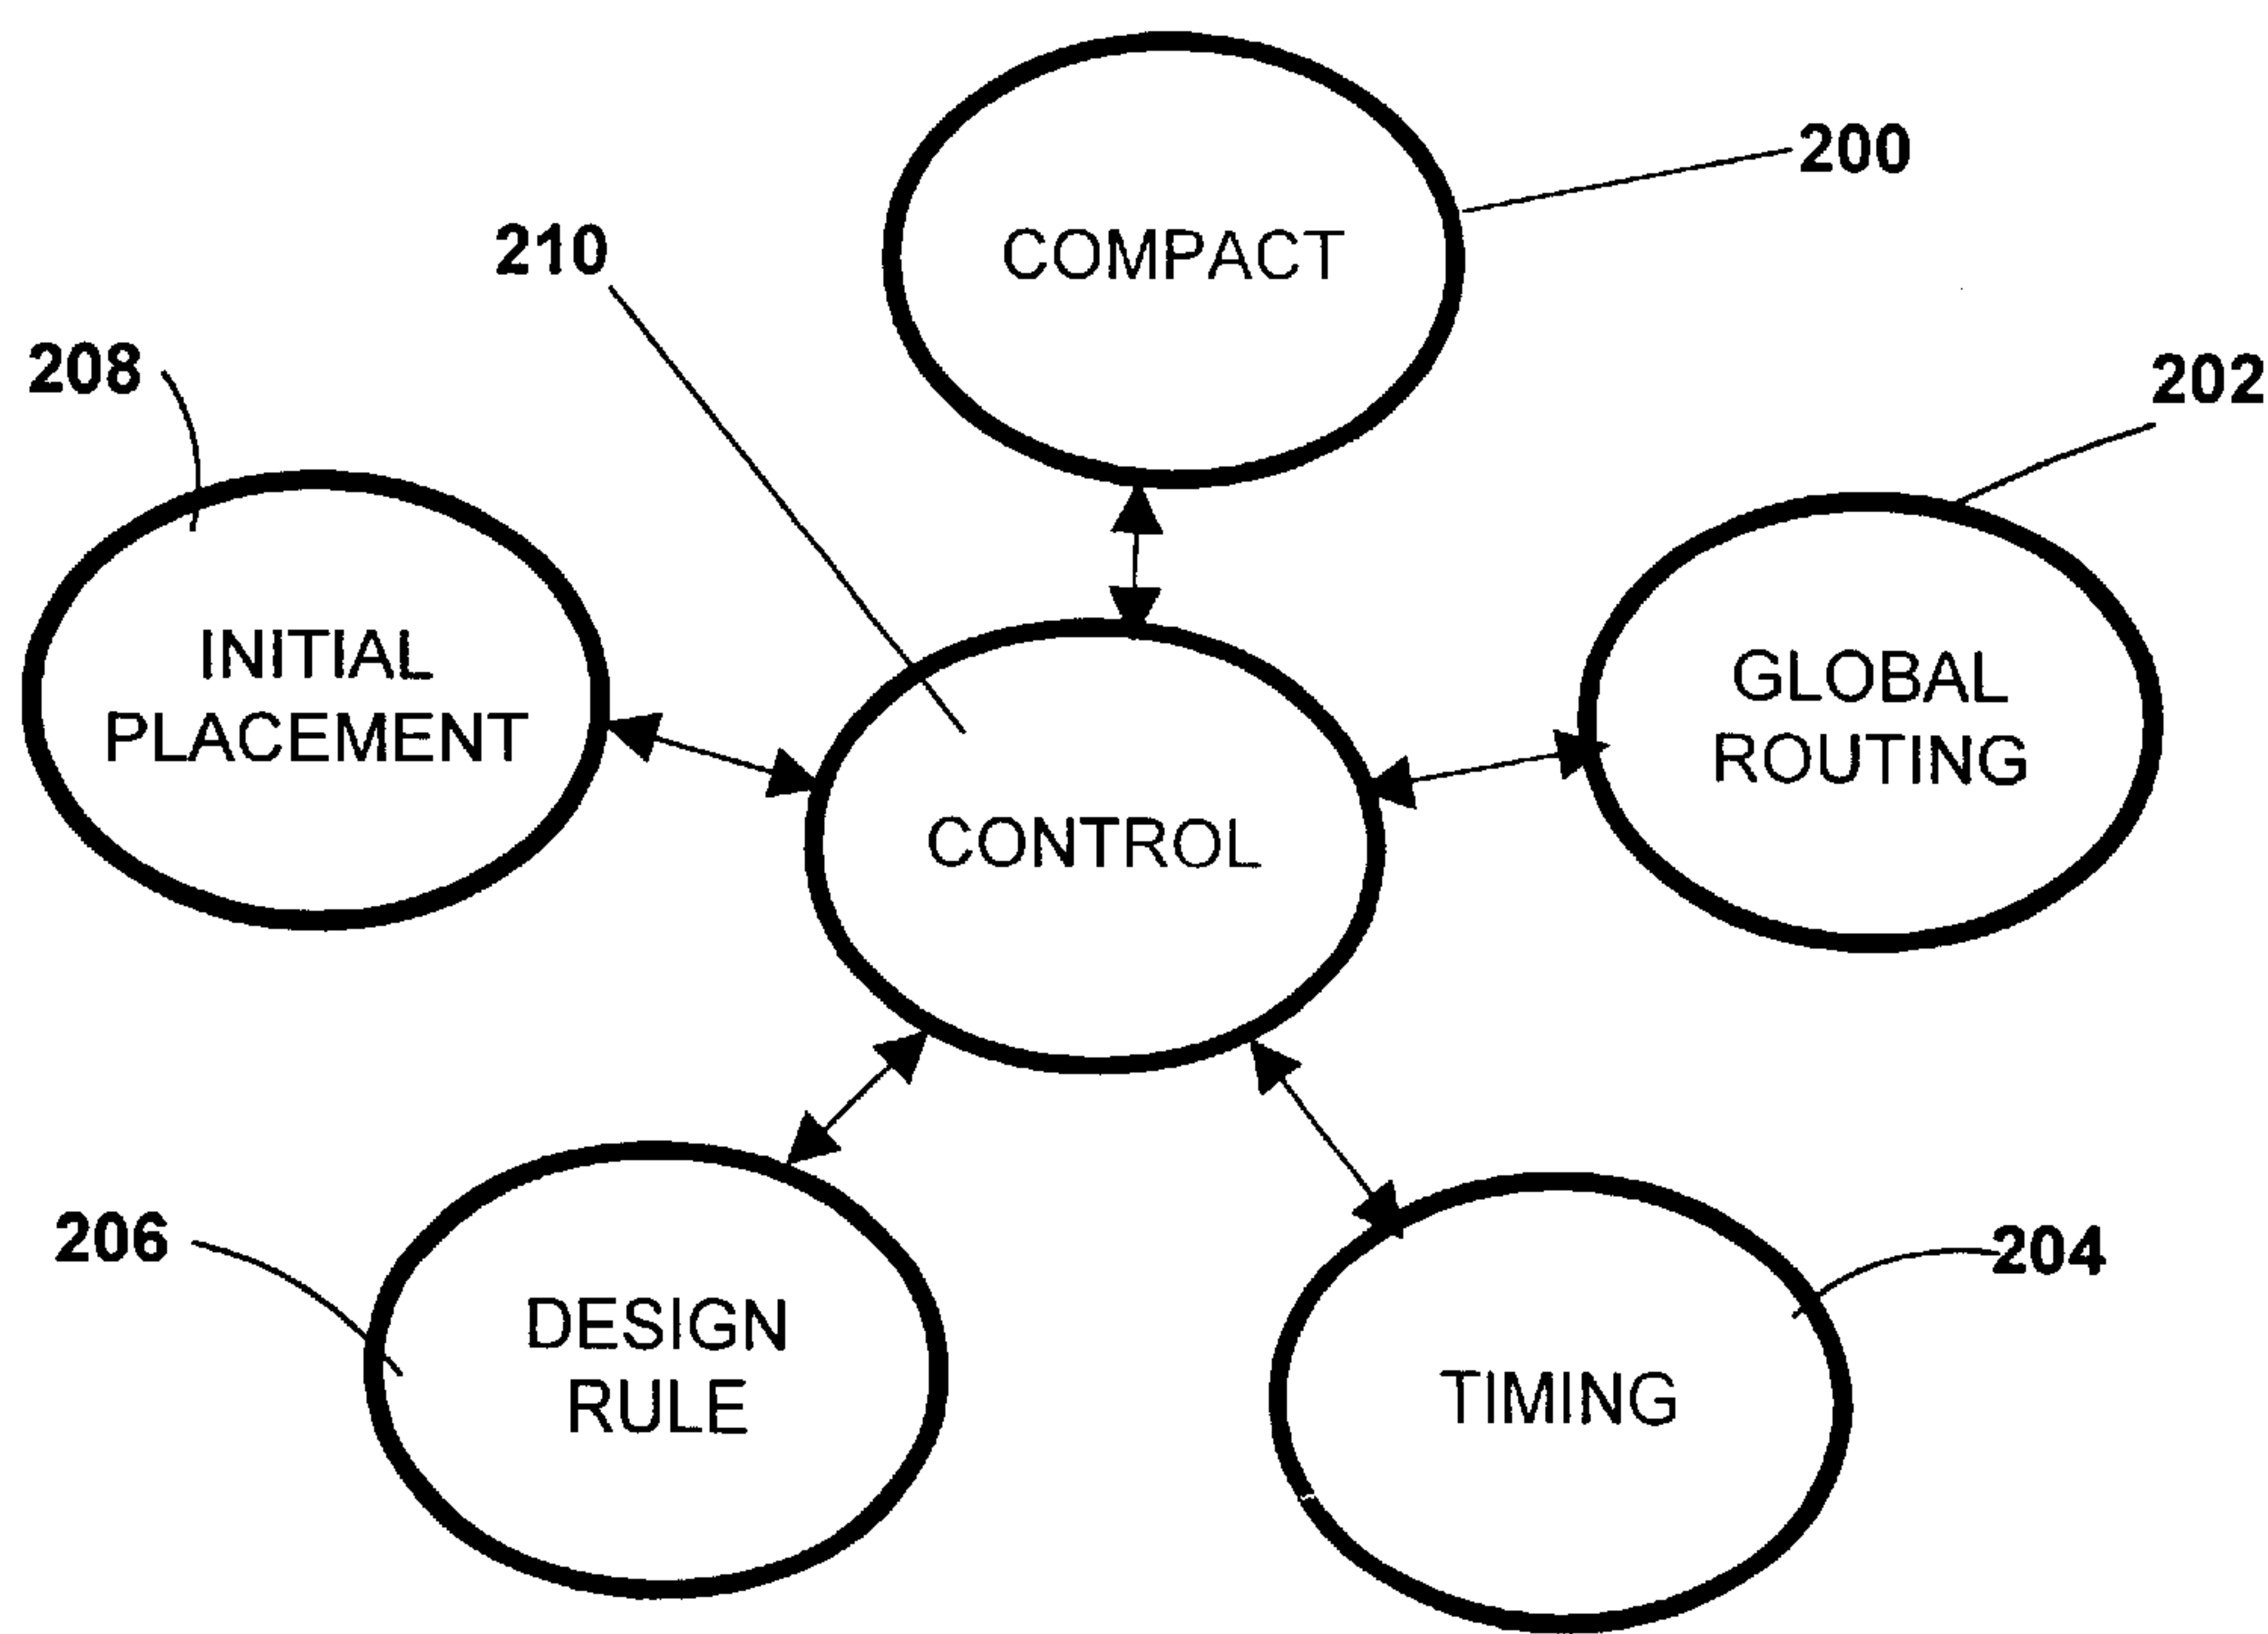 200
COMPACT
210
208
202
INITIAL
PLACEMENT
GLOBAL
ROUTING
CONTROL
206
204
DESIGN
RULE
TIMING